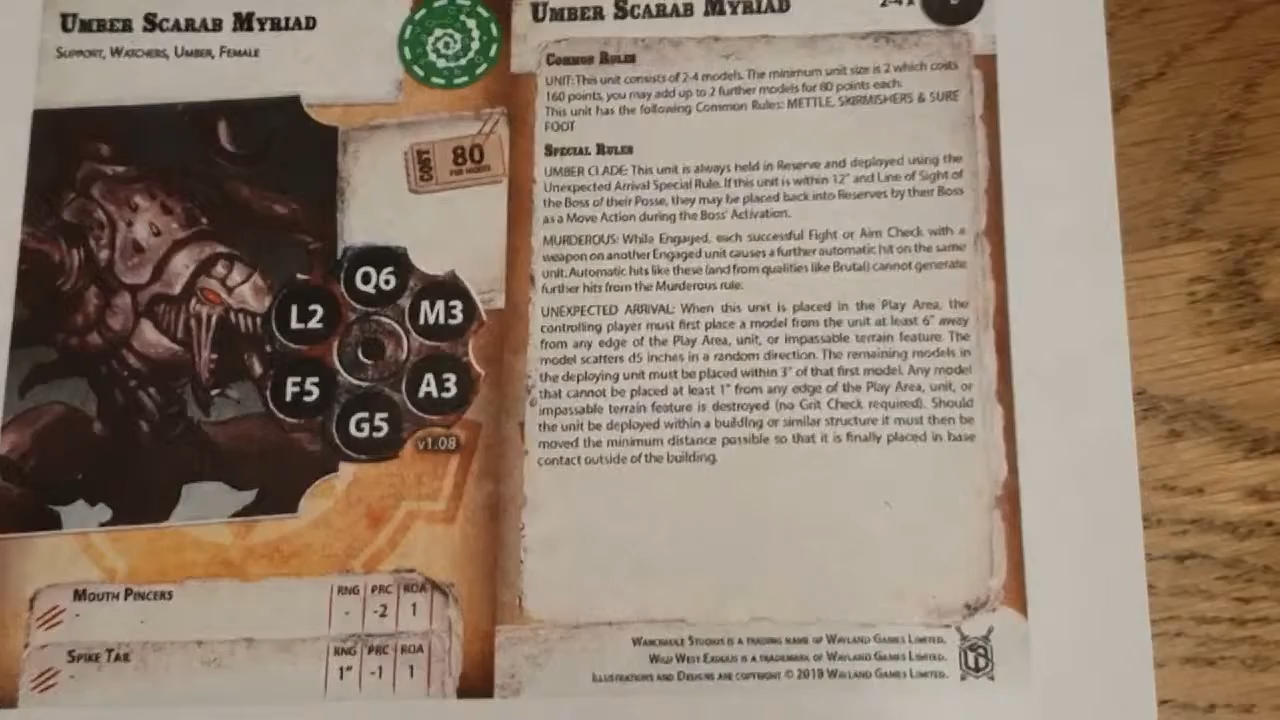 UMBER SCARAB MYRIAD
SUPPORT, WATCHERS, UMBER, FEMALE
COST
80
PER MODEL
Q6
L2
M3
F5
A3
G5
v1.08
MOUTH PINCERS
-
RNG PRC ROA
- -2 1
SPIKE TAIL
-
RNG PRC ROA
1" -1 1
UMBER SCARAB MYRIAD
2-4
COMMON RULES
UNIT: This unit consists of 2-4 models. The minimum unit size is 2 which costs
160 points, you may add up to 2 further models for 80 points each.
This unit has the following Common Rules: METTLE, SKIRMISHERS & SURE
FOOT
SPECIAL RULES
UMBER CLADE: This unit is always held in Reserve and deployed using the
Unexpected Arrival Special Rule. If this unit is within 12" and Line of Sight of
the Boss of their Posse, they may be placed back into Reserves by their Boss
as a Move Action during the Boss' Activation.
MURDEROUS: While Engaged, each successful Fight or Aim Check with a
weapon on another Engaged unit causes a further automatic hit on the same
unit. Automatic hits like these (and from qualities like Brutal) cannot generate
further hits from the Murderous rule.
UNEXPECTED ARRIVAL: When this unit is placed in the Play Area, the
controlling player must first place a model from the unit at least 6" away
from any edge of the Play Area, unit, or impassable terrain feature. The
model scatters d5 inches in a random direction. The remaining models in
the deploying unit must be placed within 3" of that first model. Any model
that cannot be placed at least 1" from any edge of the Play Area, unit, or
impassable terrain feature is destroyed (no Grit Check required). Should
the unit be deployed within a building or similar structure it must then be
moved the minimum distance possible so that it is finally placed in base
contact outside of the building.
WARCRADLE STUDIOS IS A TRADING NAME OF WAYLAND GAMES LIMITED.
WILD WEST EXODUS IS A TRADEMARK OF WAYLAND GAMES LIMITED.
ILLUSTRATIONS AND DESIGNS ARE COPYRIGHT © 2018 WAYLAND GAMES LIMITED.